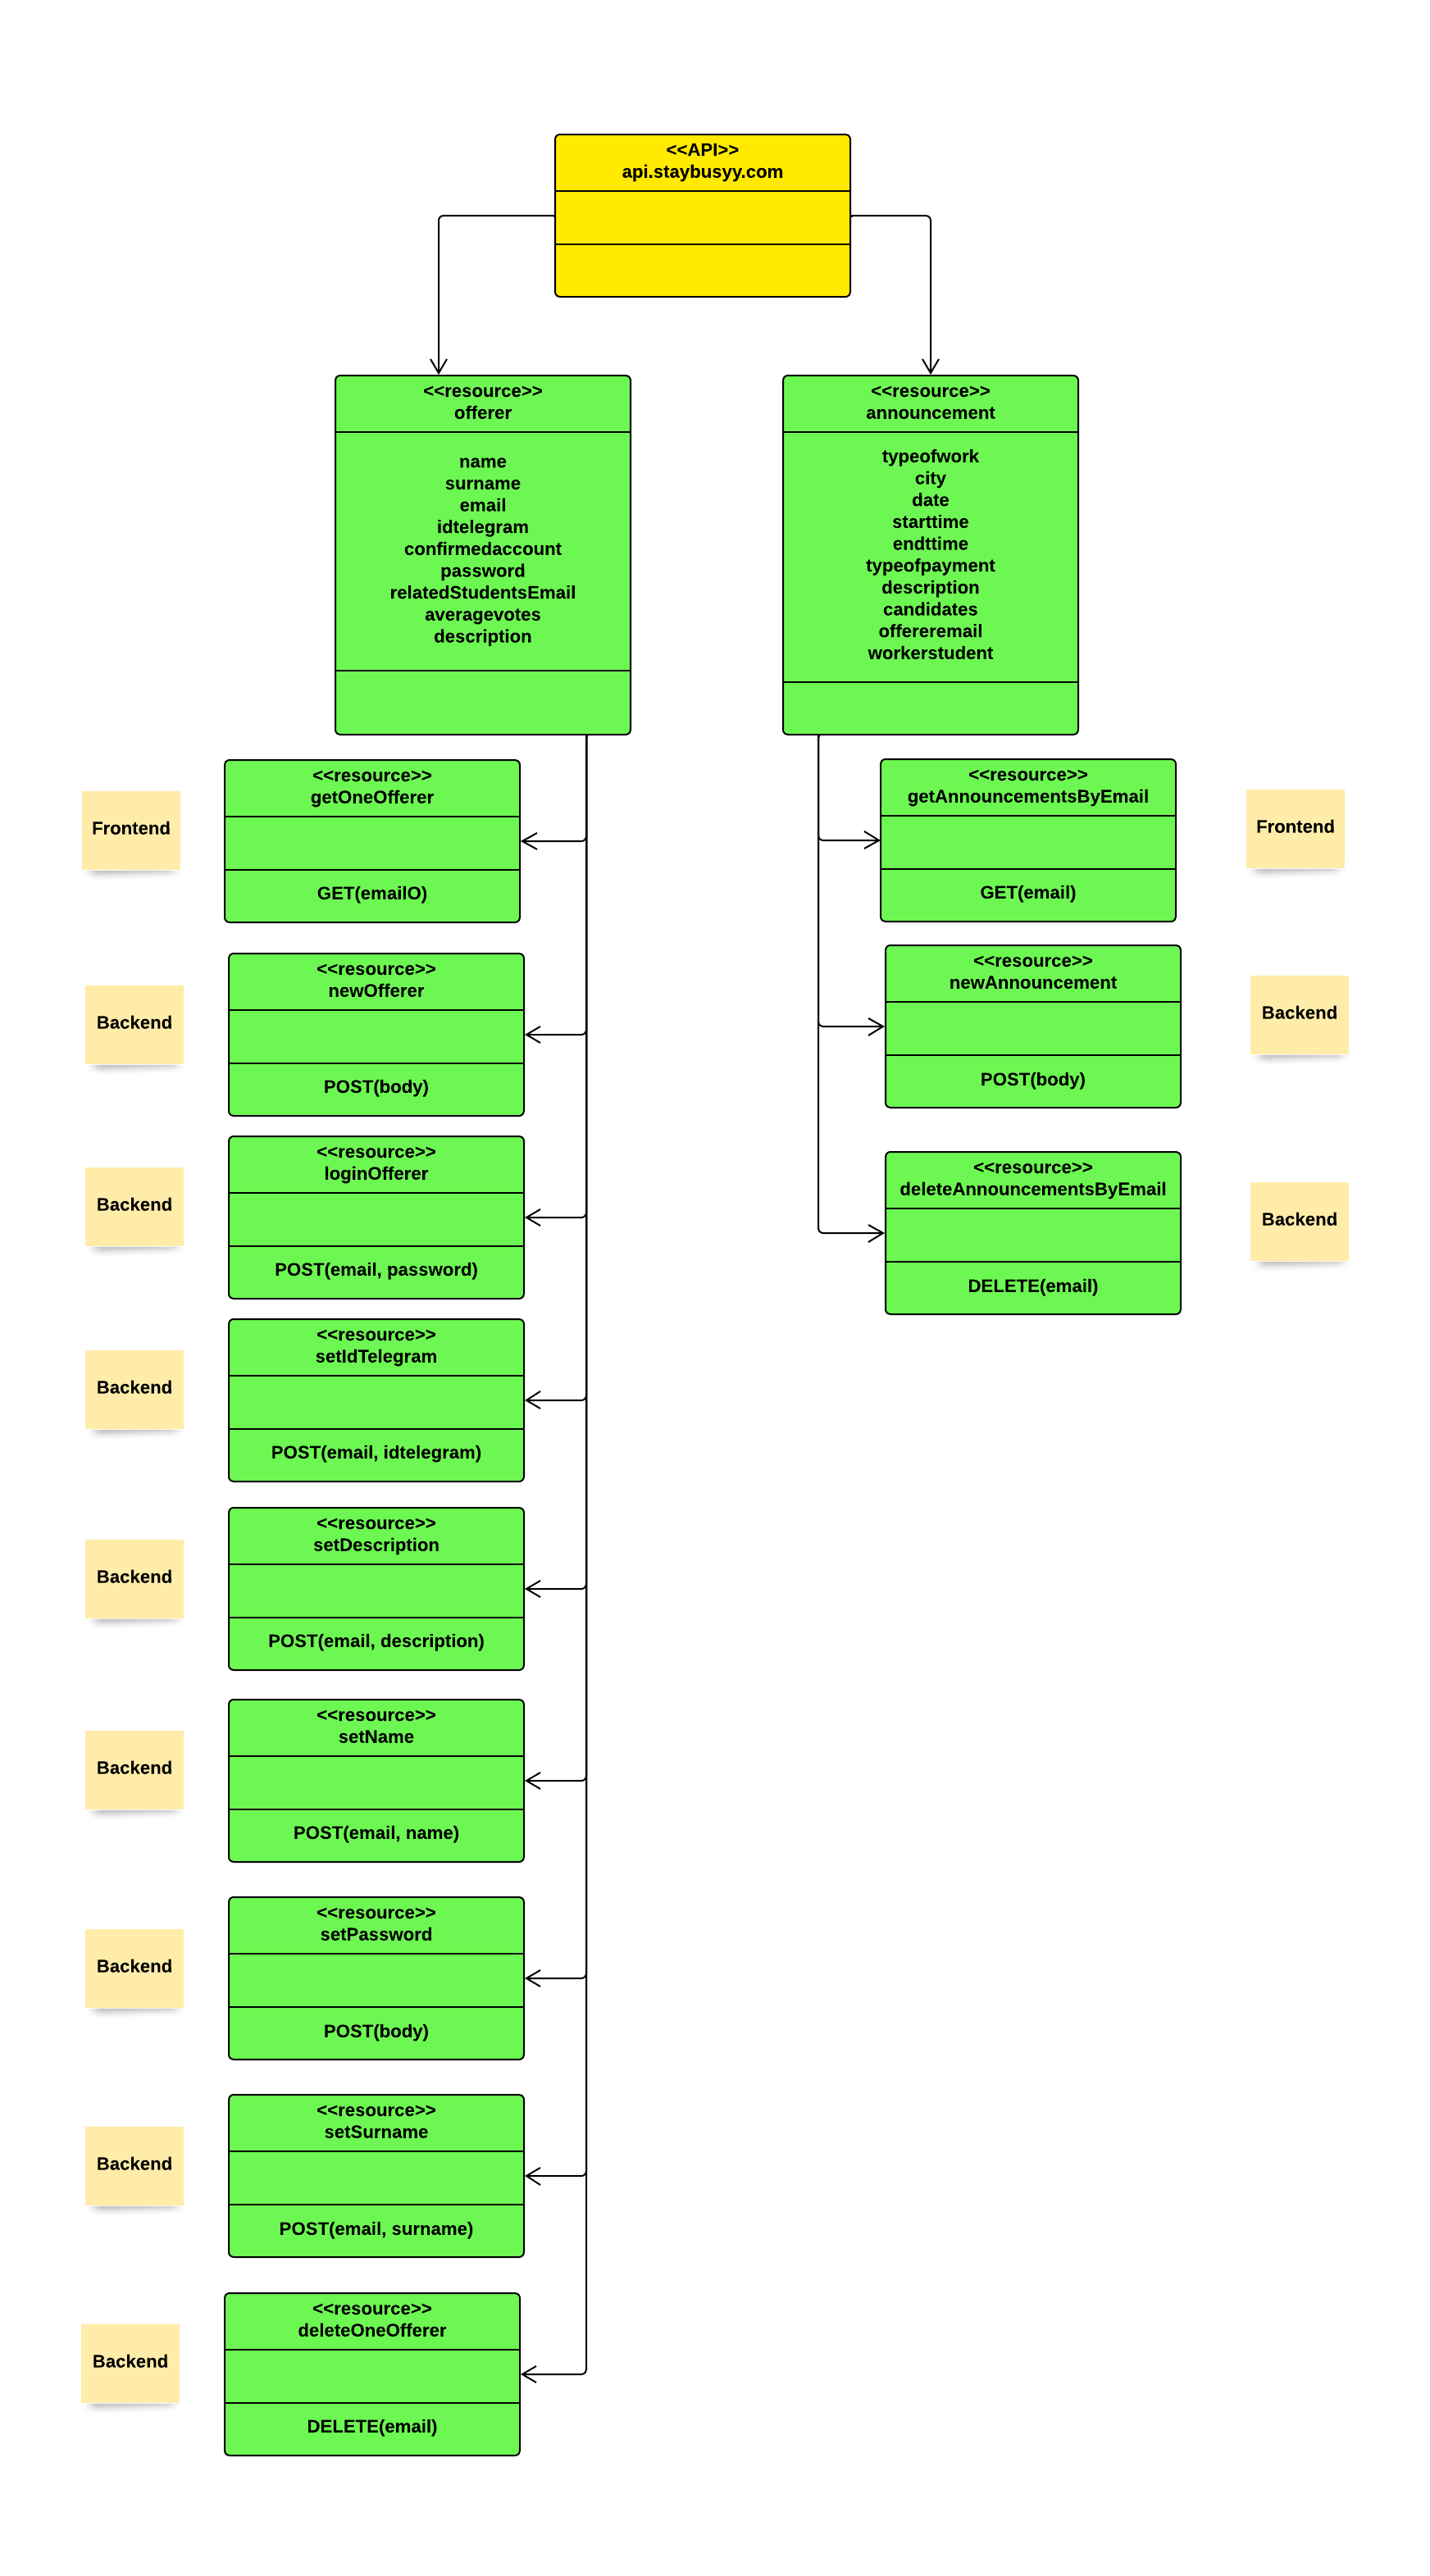 <<API>>
api.staybusyy.com
<<resource>>
offerer
name
surname
email
idtelegram
confirmedaccount
password
relatedStudentsEmail
averagevotes
description
<<resource>>
announcement
typeofwork
city
date
starttime
endttime
typeofpayment
description
candidates
differeremail
workerstudent
Frontend
<<resource>>
getOneOfferer
GET(emailO)
<<resource>>
getAnnouncementsByEmail
GET(email)
Frontend
Backend
<<resource>>
newOfferer
POST(body)
<<resource>>
newAnnouncement
POST(body)
Backend
Backend
<<resource>>
loginOfferer
POST(email, password)
<<resource>>
deleteAnnouncementsByEmail
DELETE(email)
Backend
Backend
<<resource>>
setIdTelegram
POST(email, idtelegram)
Backend
<<resource>>
setDescription
POST(email, description)
Backend
<<resource>>
setName
POST(email, name)
Backend
<<resource>>
setPassword
POST(body)
Backend
<<resource>>
setSurname
POST(email, surname)
Backend
<<resource>>
deleteOneOfferer
DELETE(email)